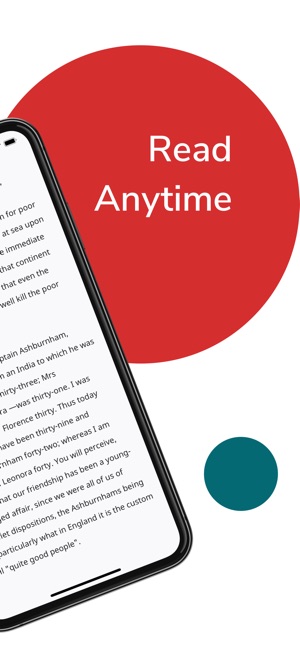 Read
Anytime
n for poor
at sea upon
e immediate
that continent
that even the
well kill the poor
ptain Ashburnham,
m an India to which he was
thirty-three; Mrs
ra —was thirty-one. I was
Florence thirty. Thus today
have been thirty-nine and
rnham forty-two; whereas I am
Leonora forty. You will perceive,
hat our friendship has been a young-
ged affair, since we were all of us of
iet dispositions, the Ashburnhams being
particularly what in England it is the custom
ll "quite good people".